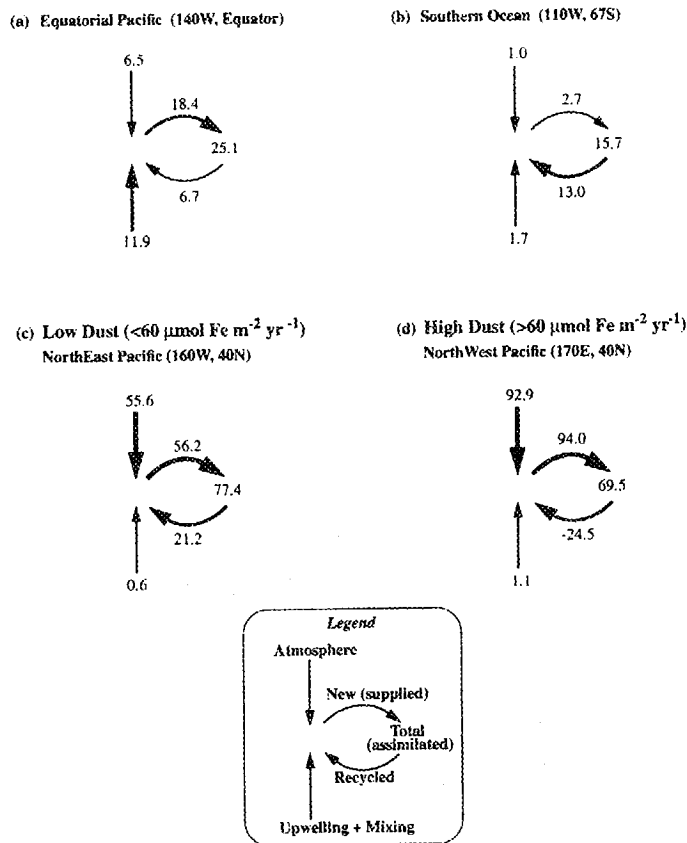 (a) Equatorial Pacific (140W, Equator)
6.5
18.4
25.1
6.7
11.9
(b) Southern Ocean (110W, 67S)
1.0
2.7
15.7
13.0
1.7
(c) Low Dust (<60 μmol Fe m⁻² yr⁻¹)
NorthEast Pacific (160W, 40N)
55.6
56.2
77.4
21.2
0.6
(d) High Dust (>60 μmol Fe m⁻² yr⁻¹)
NorthWest Pacific (170E, 40N)
92.9
94.0
69.5
-24.5
1.1
Legend
Atmosphere
New (supplied)
Total
(assimilated)
Recycled
Upwelling + Mixing